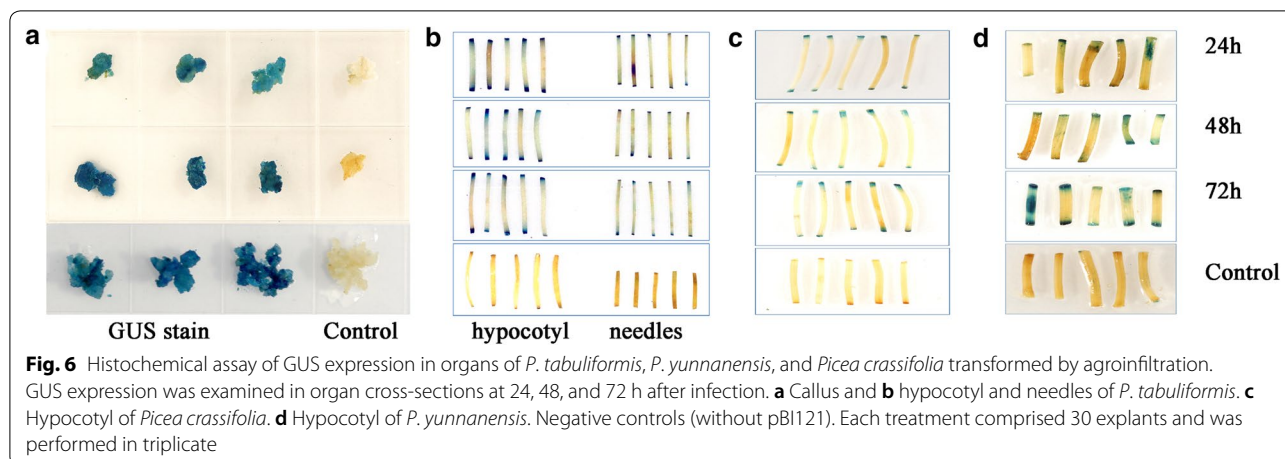 a
b
c
d
24h
48h
72h
Control
GUS stain Control
hypocotyl needles
Fig. 6 Histochemical assay of GUS expression in organs of P. tabuliformis, P. yunnanensis, and Picea crassifolia transformed by agroinfiltration.
GUS expression was examined in organ cross-sections at 24, 48, and 72 h after infection. a Callus and b hypocotyl and needles of P. tabuliformis. c
Hypocotyl of Picea crassifolia. d Hypocotyl of P. yunnanensis. Negative controls (without pBI121). Each treatment comprised 30 explants and was
performed in triplicate